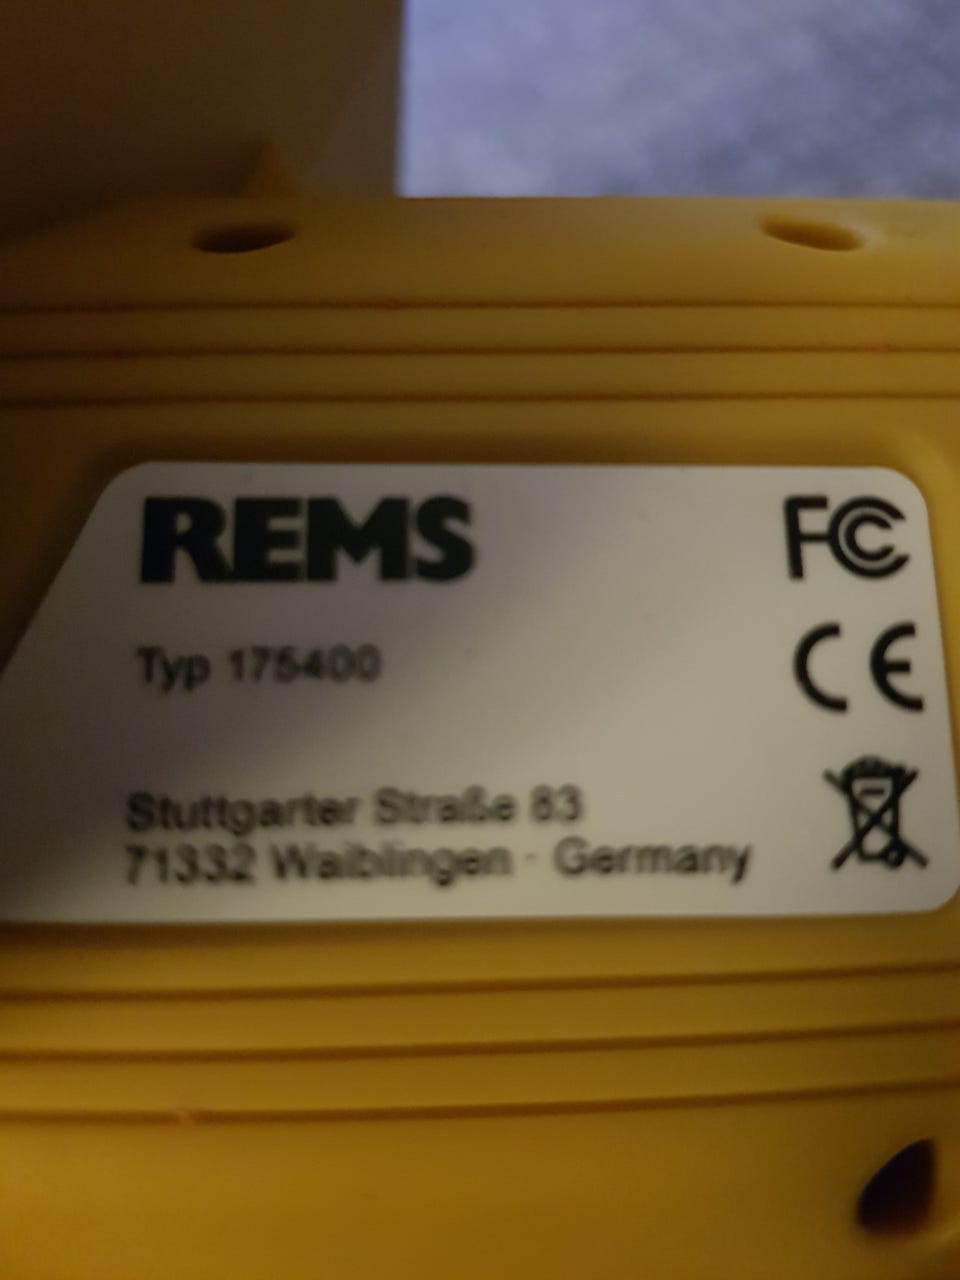 REMS
FC
CE
Typ 175400
Stuttgarter Straße 83
71332 Waiblingen · Germany